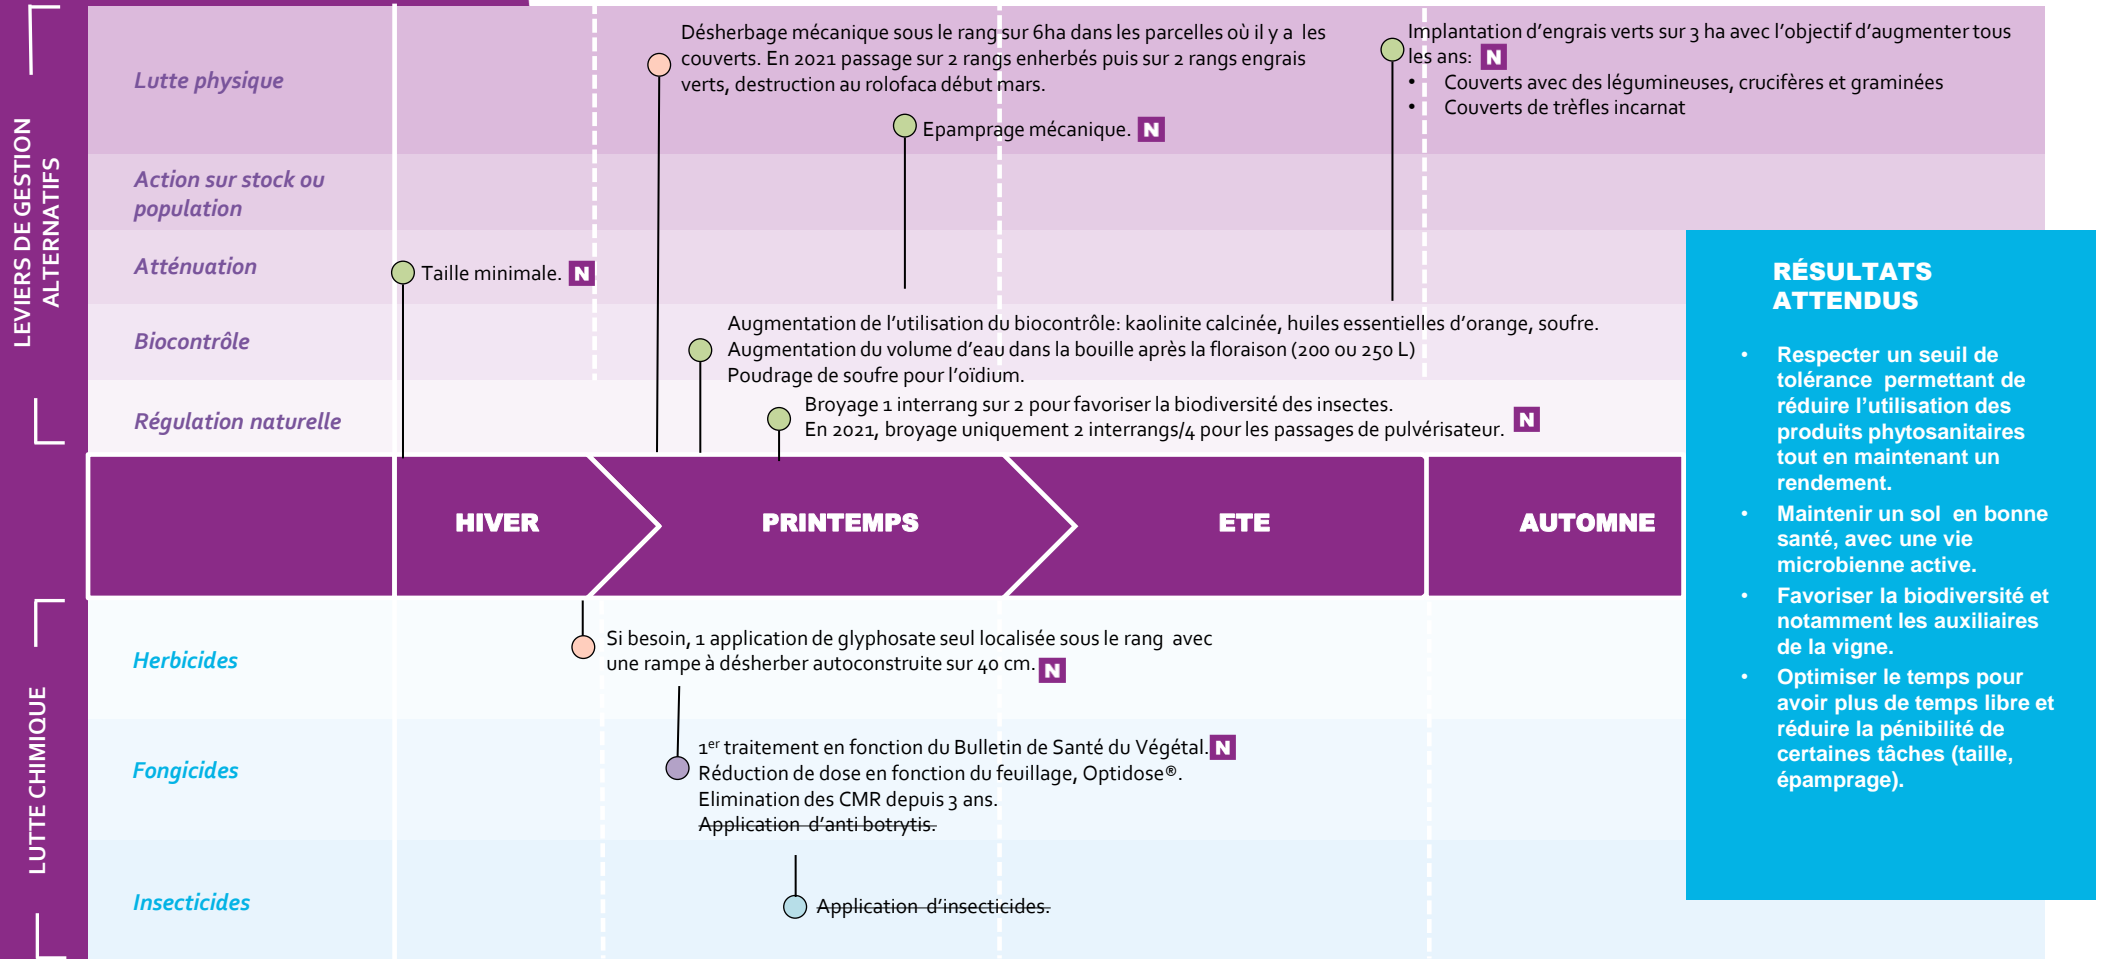 LEVIERS DE GESTION
ALTERNATIFS
Lutte physique
Désherbage mécanique sous le rang sur 6ha dans les parcelles où il y a les
couverts. En 2021 passage sur 2 rangs enherbés puis sur 2 rangs engrais
verts, destruction au rolofaca début mars.
Epamprage mécanique. N
Implantation d'engrais verts sur 3 ha avec l'objectif d'augmenter tous
les ans: N
• Couverts avec des légumineuses, crucifères et graminées
• Couverts de trèfles incarnat
Action sur stock ou
population
Atténuation
Taille minimale. N
Biocontrôle
Augmentation de l'utilisation du biocontrôle: kaolinite calcinée, huiles essentielles d'orange, soufre.
Augmentation du volume d'eau dans la bouille après la floraison (200 ou 250 L)
Poudrage de soufre pour l'oïdium.
Régulation naturelle
Broyage 1 interrang sur 2 pour favoriser la biodiversité des insectes.
En 2021, broyage uniquement 2 interrangs/4 pour les passages de pulvérisateur. N
HIVER
PRINTEMPS
ETE
AUTOMNE
LUTTE CHIMIQUE
Herbicides
Si besoin, 1 application de glyphosate seul localisée sous le rang avec
une rampe à désherber autoconstruite sur 40 cm. N
Fongicides
1er traitement en fonction du Bulletin de Santé du Végétal. N
Réduction de dose en fonction du feuillage, Optidose®.
Elimination des CMR depuis 3 ans.
Application d'anti botrytis.
Insecticides
Application d'insecticides.
RÉSULTATS
ATTENDUS
• Respecter un seuil de
tolérance permettant de
réduire l'utilisation des
produits phytosanitaires
tout en maintenant un
rendement.
• Maintenir un sol en bonne
santé, avec une vie
microbienne active.
• Favoriser la biodiversité et
notamment les auxiliaires
de la vigne.
• Optimiser le temps pour
avoir plus de temps libre et
réduire la pénibilité de
certaines tâches (taille,
épamprage).